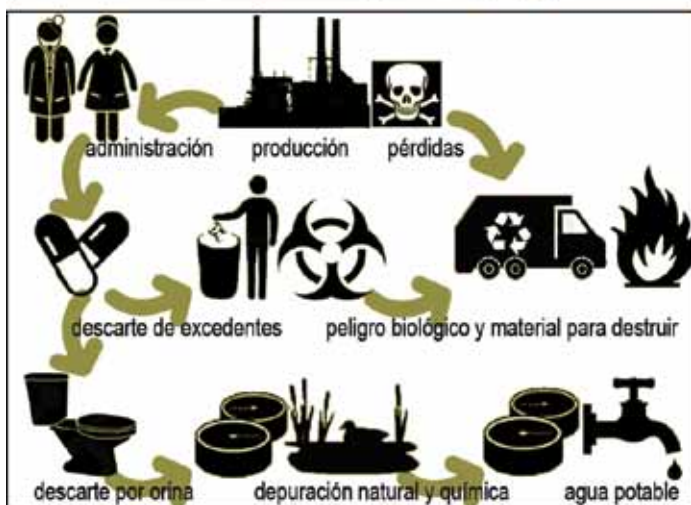 administración producción pérdidas
descarte de excedentes peligro biológico y material para destruir
descarte por orina depuración natural y química agua potable